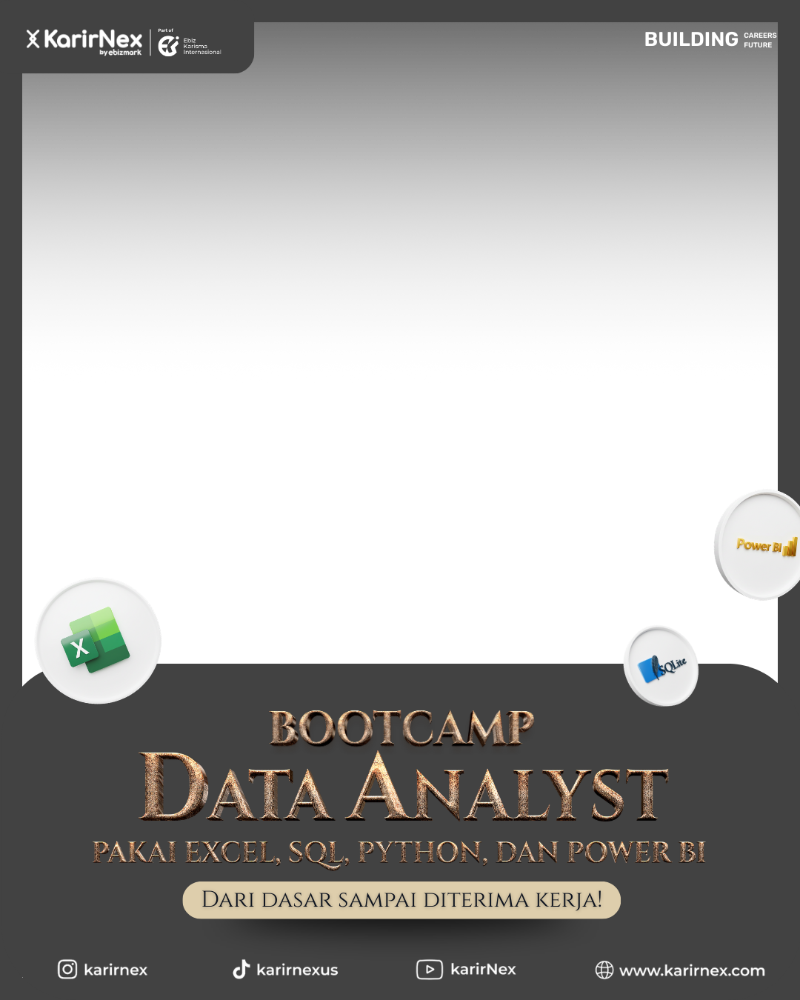 KarirNex
by ebizmark
Part of
Ebiz
Karisma
Internasional
BUILDING
CAREERS
FUTURE
Power BI
X
SQLite
BOOTCAMP
DATA ANALYST
PAKAI EXCEL, SQL, PYTHON, DAN POWER BI
DARI DASAR SAMPAI DITERIMA KERJA!
karirnex
karirnexus
karirNex
www.karirnex.com